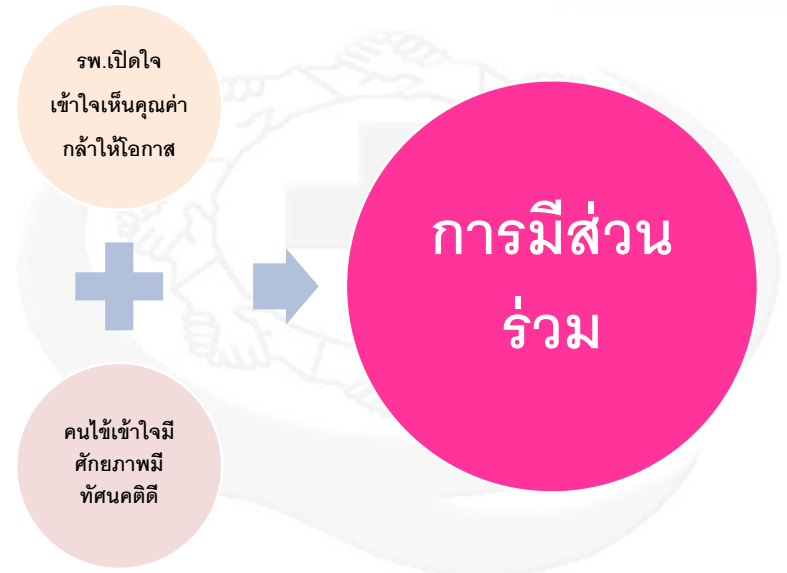 รพ.เปิดใจ
เข้าใจเห็นคุณค่า
กล้าให้โอกาส
การมีส่วน
ร่วม
คนไข้เข้าใจมี
ศักยภาพมี
ทัศนคติดี